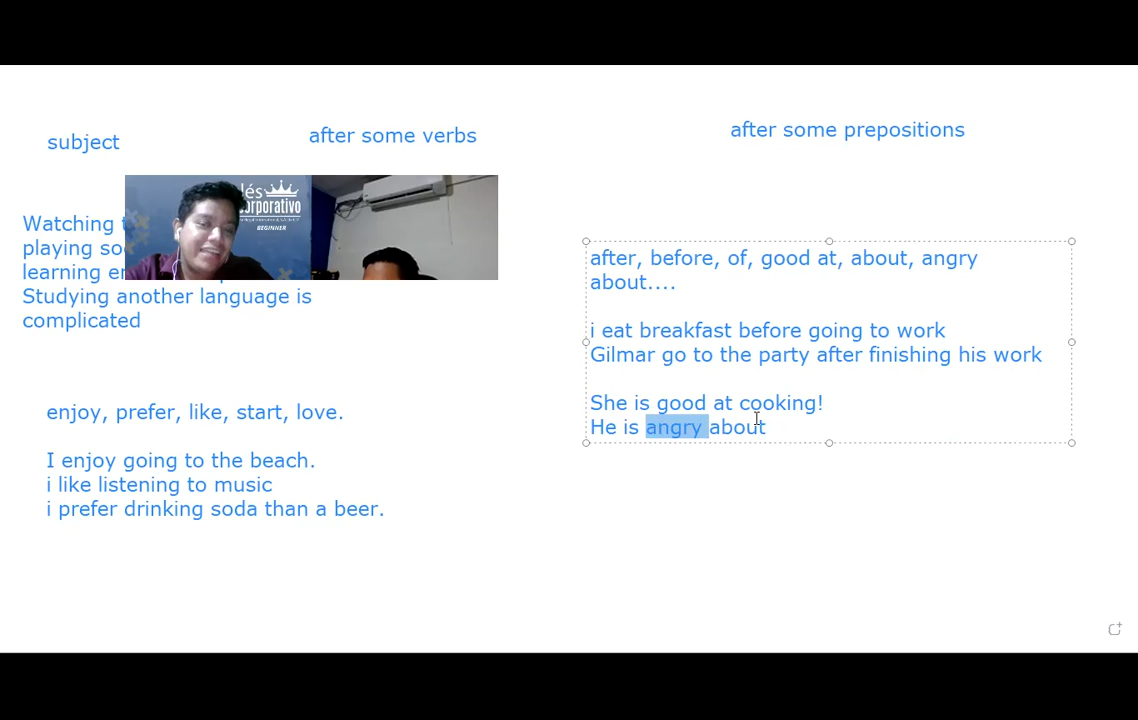 subject
after some verbs
after some prepositions
Watching
playing
learning
Studying another language is
complicated
orporativo
BEGINNER
enjoy, prefer, like, start, love.
I enjoy going to the beach.
i like listening to music
i prefer drinking soda than a beer.
after, before, of, good at, about, angry
about....
i eat breakfast before going to work
Gilmar go to the party after finishing his work
She is good at cooking!
He is angry about